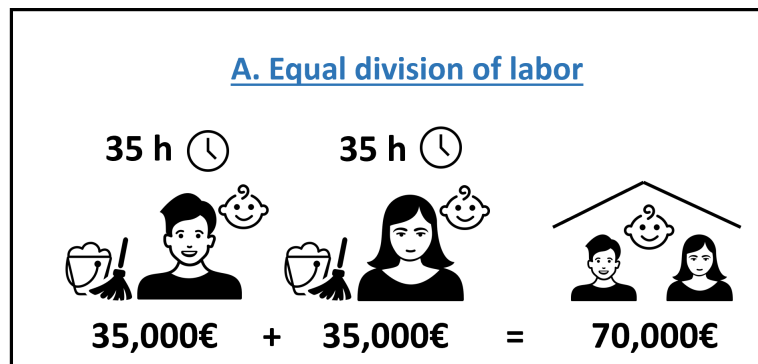 A. Equal division of labor
35 h 35 h
35,000€ + 35,000€ = 70,000€